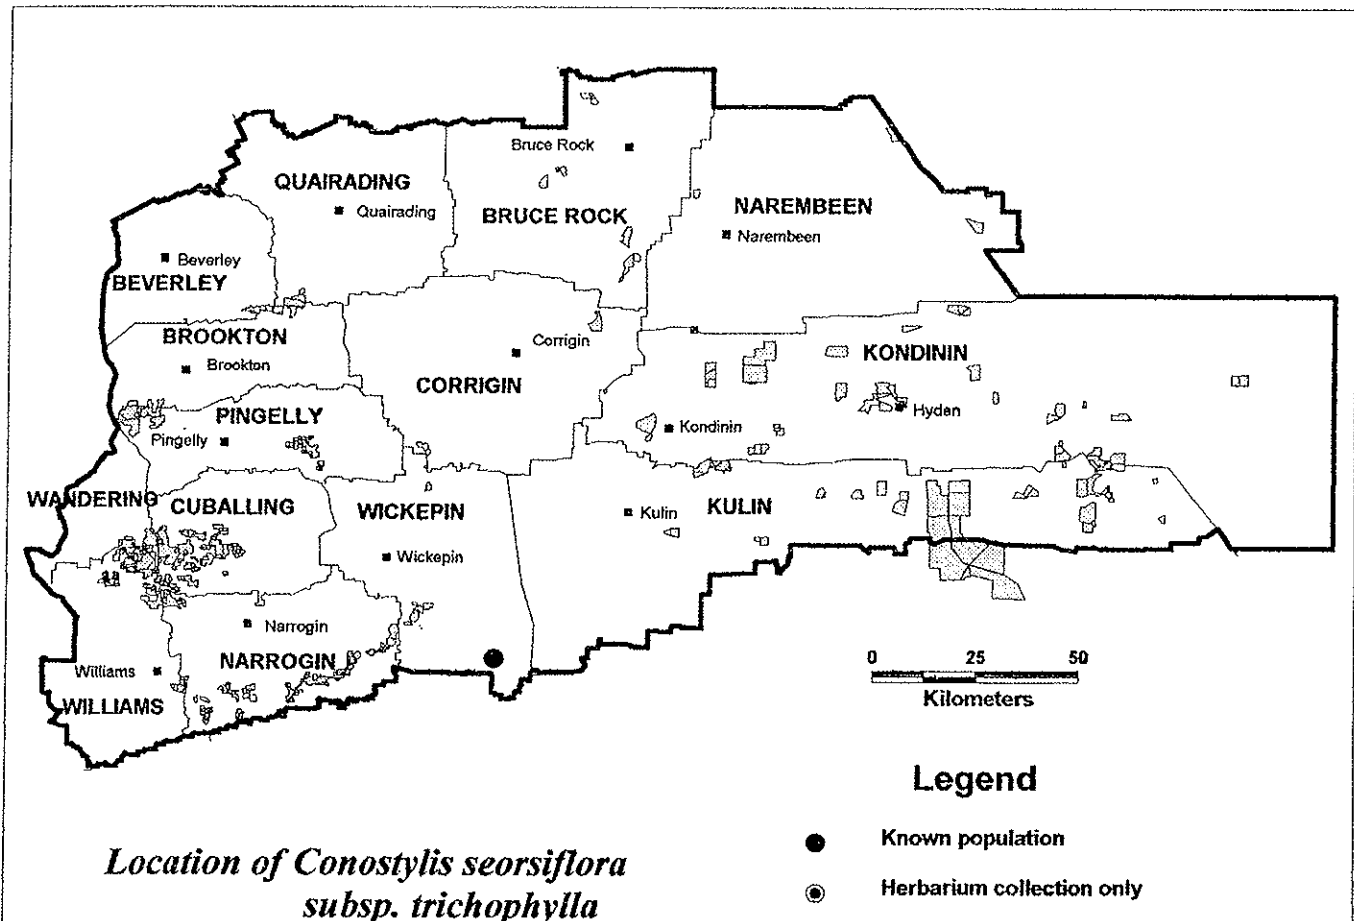 Bruce Rock
QUAIRADING
Quairading
BRUCE ROCK
NAREMBEEN
Narembeen
Beverley
BEVERLEY
BROOKTON
Brookton
Corrigin
CORRIGIN
KONDININ
Hyden
Kondinin
PINGELLY
Pingelly
WANDERING
CUBALLING
WICKEPIN
Wickepin
Kulin
KULIN
Narrogin
NARROGIN
Williams
WILLIAMS
0 25 50
Kilometers
Legend
Known population
Herbarium collection only
Location of Conostylis seorsiflora
subsp. trichophylla